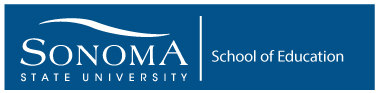 SONOMA
STATE UNIVERSITY
School of Education